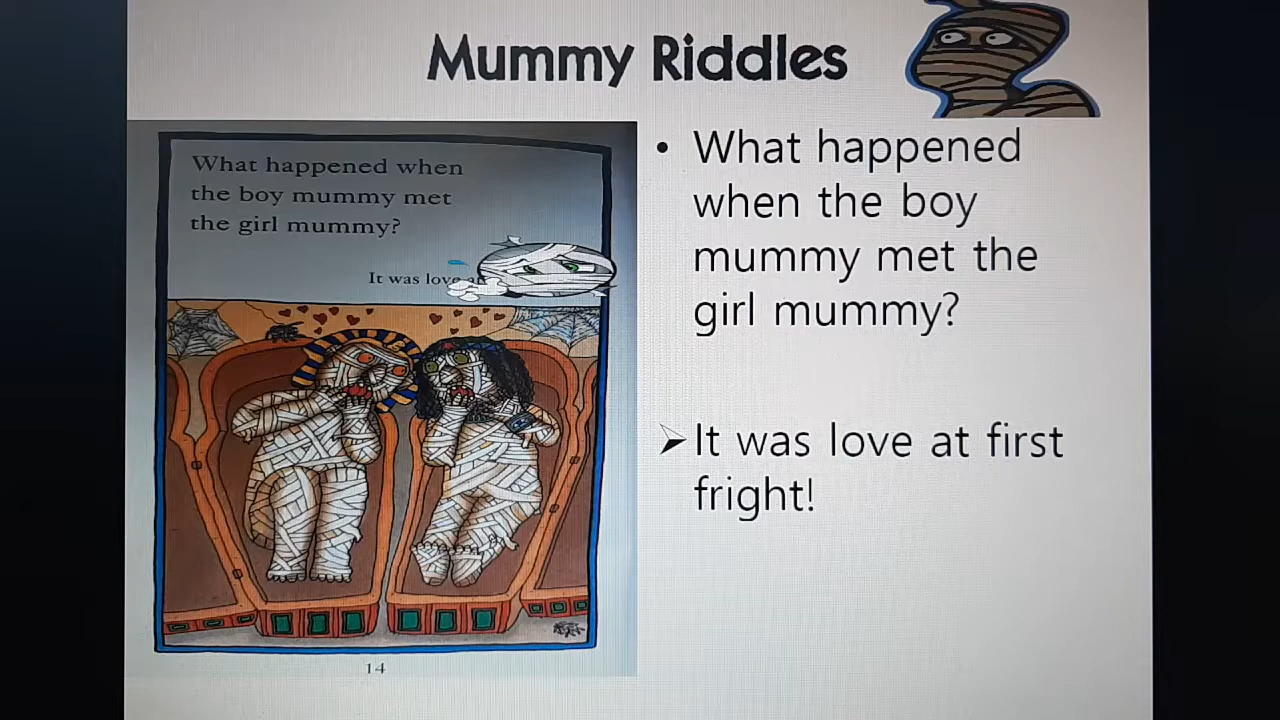 Mummy Riddles
What happened when
the boy mummy met
the girl mummy?
It was love at
14
• What happened
when the boy
mummy met the
girl mummy?
➢ It was love at first
fright!